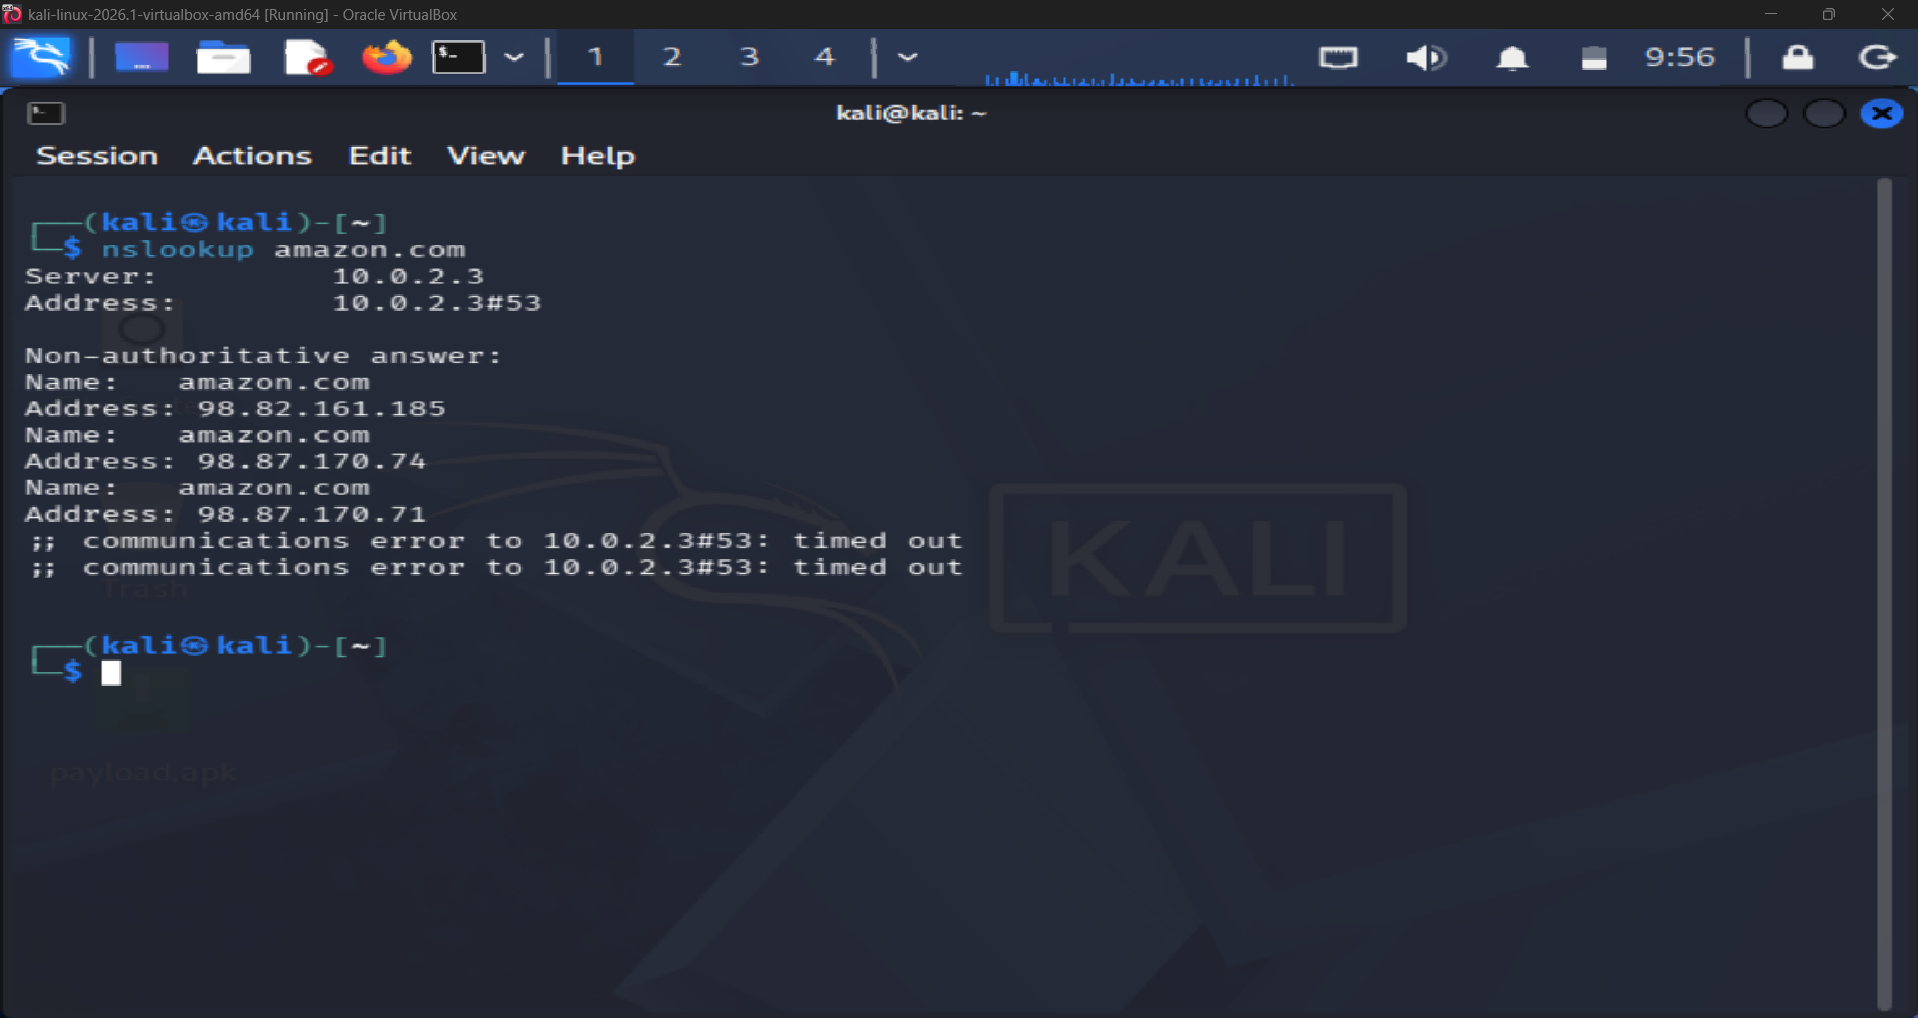 kali-linux-2026.1-virtualbox-amd64 [Running] - Oracle VirtualBox
$_ 1 2 3 4 9:56
kali@kali: ~
Session Actions Edit View Help
(kali㉿kali)-[~]
$ nslookup amazon.com
Server: 10.0.2.3
Address: 10.0.2.3#53
Non-authoritative answer:
Name: amazon.com
Address: 98.82.161.185
Name: amazon.com
Address: 98.87.170.74
Name: amazon.com
Address: 98.87.170.71
;; communications error to 10.0.2.3#53: timed out
;; communications error to 10.0.2.3#53: timed out
Trash
KALI
(kali㉿kali)-[~]
$
payload.apk